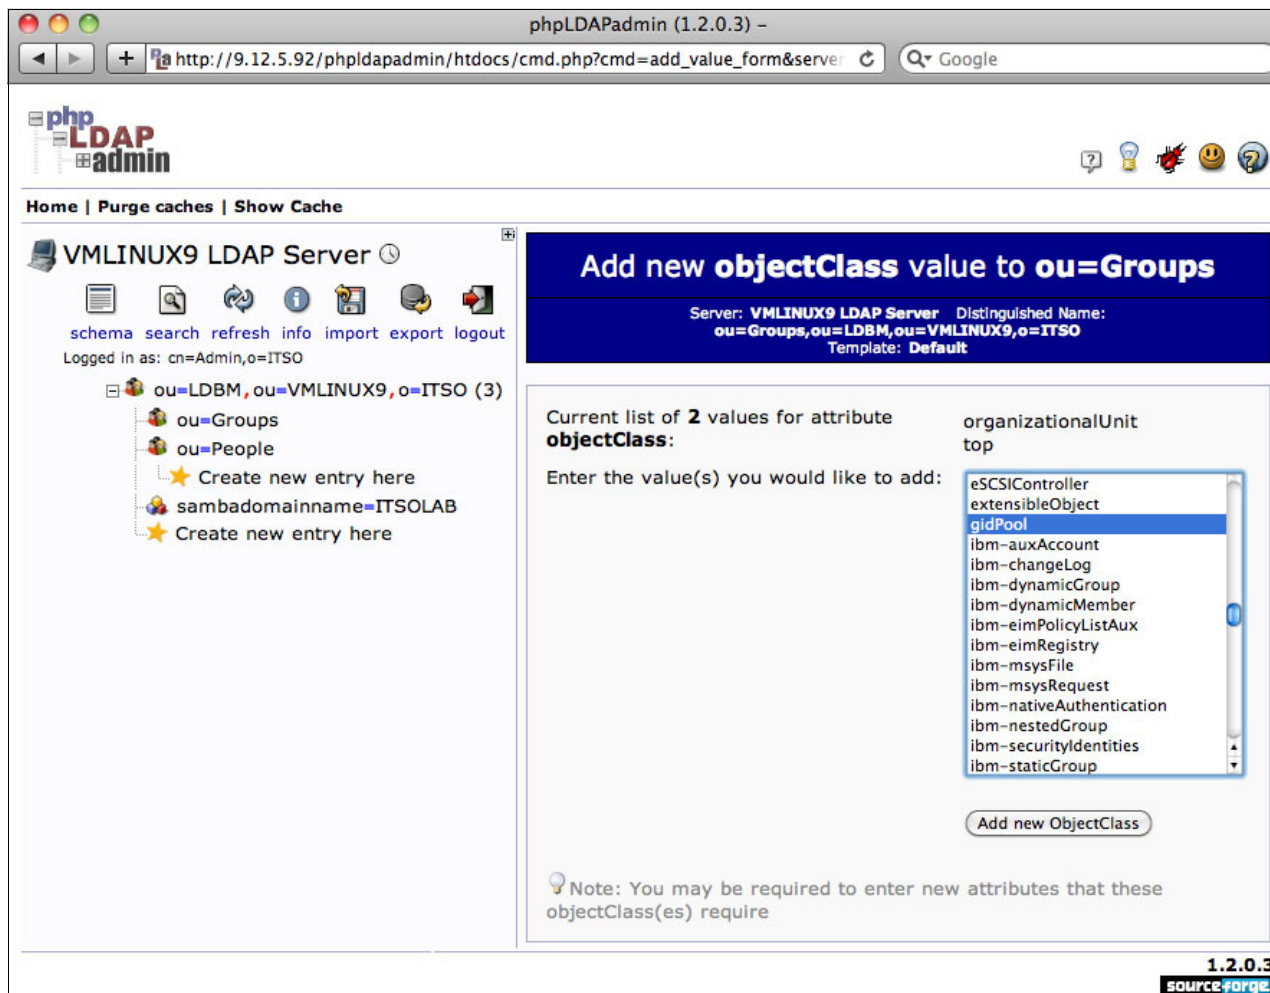 phpLDAPadmin (1.2.0.3) –
http://9.12.5.92/phpldapadmin/htdocs/cmd.php?cmd=add_value_form&server
Google
php
LDAP
admin
Home | Purge caches | Show Cache
VMLINUX9 LDAP Server
schema search refresh info import export logout
Logged in as: cn=Admin,o=ITSO
ou=LDBM,ou=VMLINUX9,o=ITSO (3)
ou=Groups
ou=People
Create new entry here
sambadomainname=ITSOLAB
Create new entry here
Add new objectClass value to ou=Groups
Server: VMLINUX9 LDAP Server Distinguished Name:
ou=Groups,ou=LDBM,ou=VMLINUX9,o=ITSO
Template: Default
Current list of 2 values for attribute
objectClass:
organizationalUnit
top
Enter the value(s) you would like to add:
eSCSIController
extensibleObject
gidPool
ibm-auxAccount
ibm-changeLog
ibm-dynamicGroup
ibm-dynamicMember
ibm-eimPolicyListAux
ibm-eimRegistry
ibm-msysFile
ibm-msysRequest
ibm-nativeAuthentication
ibm-nestedGroup
ibm-securityIdentities
ibm-staticGroup
Add new ObjectClass
Note: You may be required to enter new attributes that these
objectClass(es) require
1.2.0.3
sourceforge